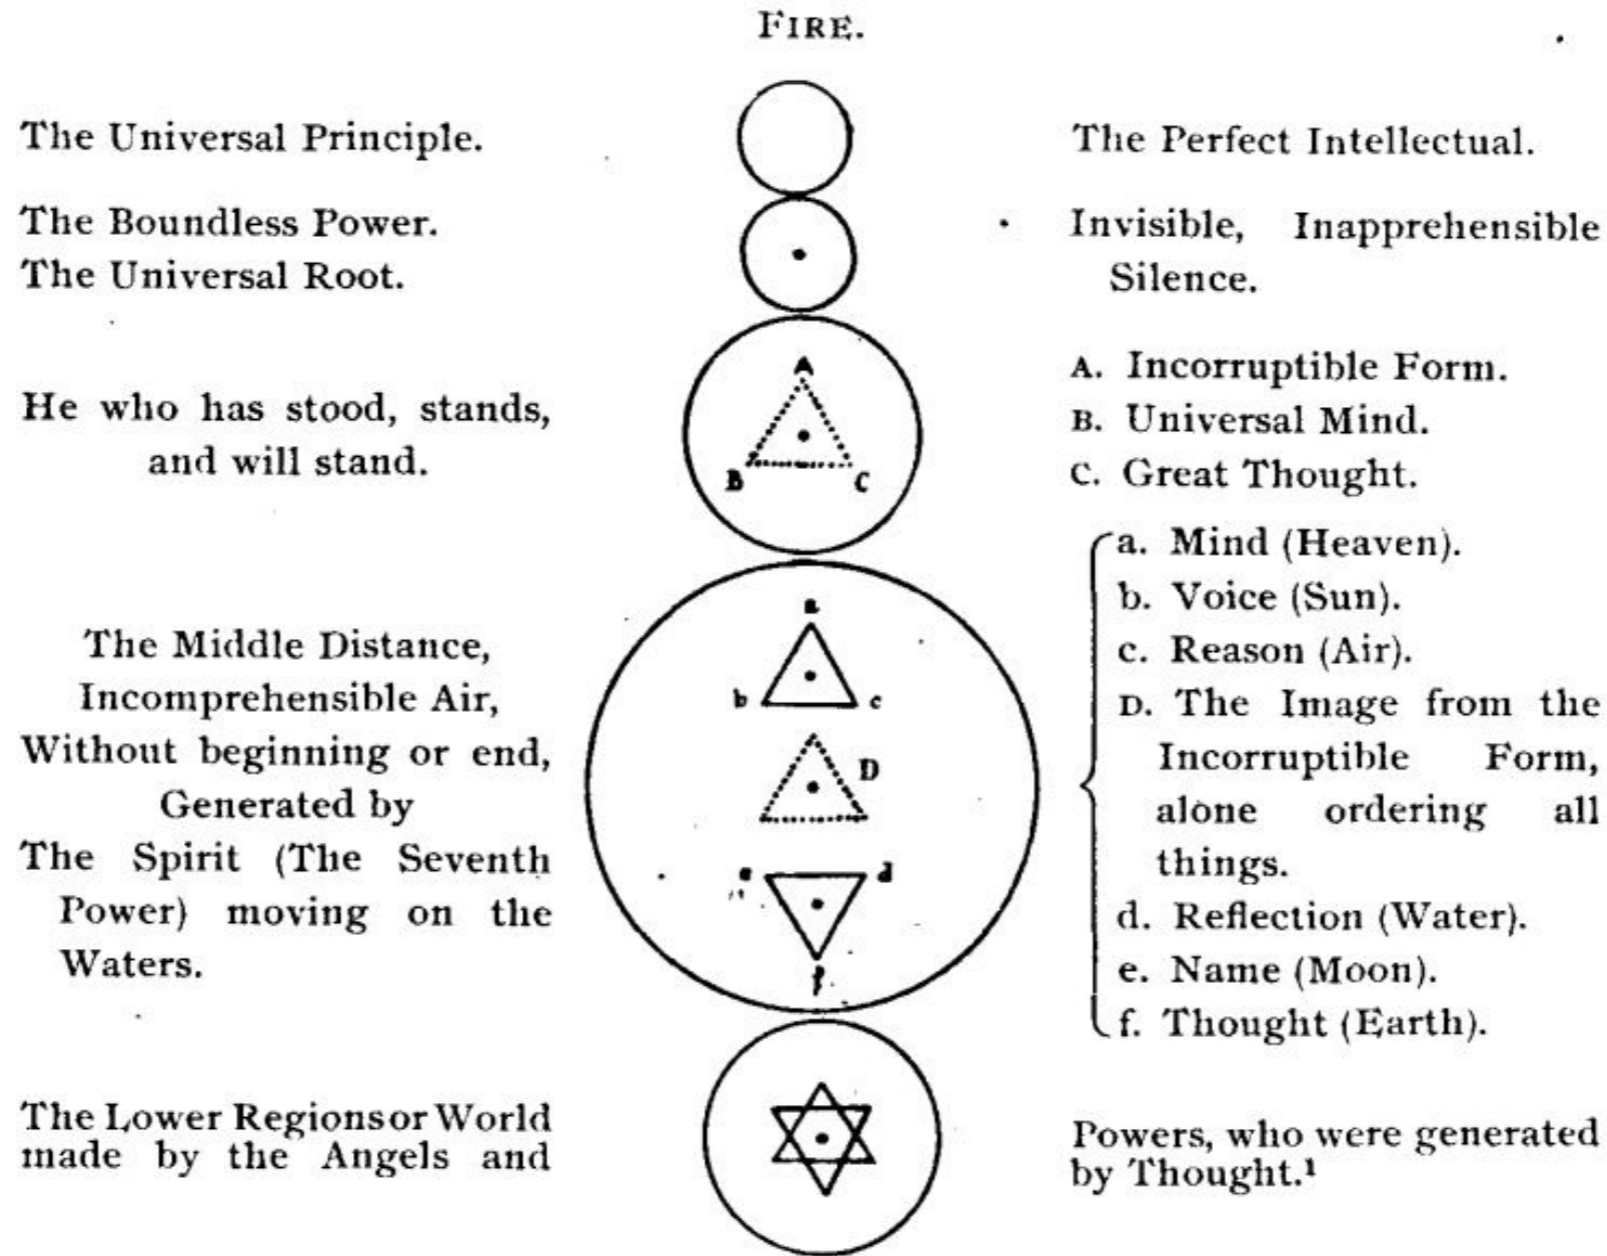 FIRE.
The Universal Principle.
The Perfect Intellectual.
The Boundless Power.
The Universal Root.
Invisible, Inapprehensible
Silence.
He who has stood, stands,
and will stand.
A
B
C
A. Incorruptible Form.
B. Universal Mind.
C. Great Thought.
The Middle Distance,
Incomprehensible Air,
Without beginning or end,
Generated by
The Spirit (The Seventh
Power) moving on the
Waters.
a
b
c
D
e
d
f
a. Mind (Heaven).
b. Voice (Sun).
c. Reason (Air).
D. The Image from the
Incorruptible Form,
alone ordering all
things.
d. Reflection (Water).
e. Name (Moon).
f. Thought (Earth).
The Lower Regions or World
made by the Angels and
Powers, who were generated
by Thought.¹